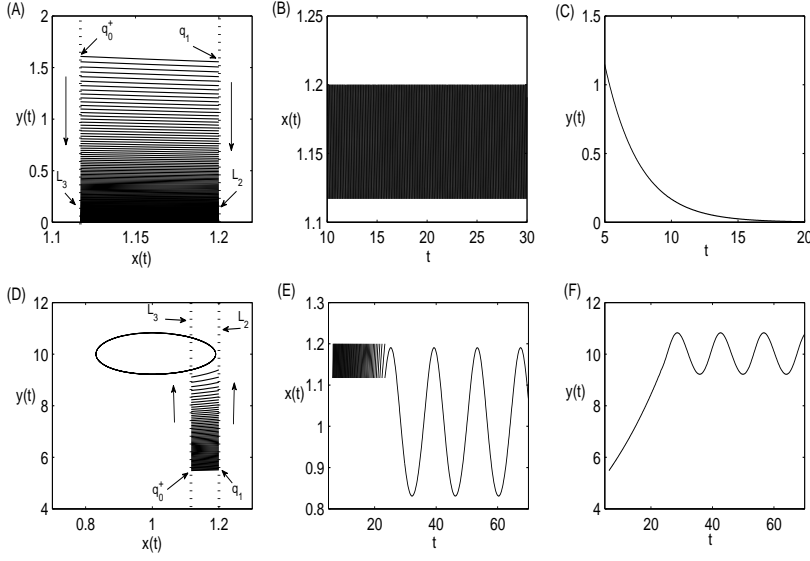 (A)
2
1.5
1
0.5
0
y(t)
q0+
q1
L3
L2
1.1
1.15
1.2
x(t)
(B)
1.25
1.2
1.15
1.1
x(t)
10
15
20
25
30
t
(C)
1.5
1
0.5
0
y(t)
5
10
15
20
t
(D)
12
10
8
6
4
y(t)
L3
L2
q0+
q1
0.8
1
1.2
x(t)
(E)
1.3
1.2
1.1
1
0.9
0.8
x(t)
20
40
60
t
(F)
12
10
8
6
4
y(t)
20
40
60
t